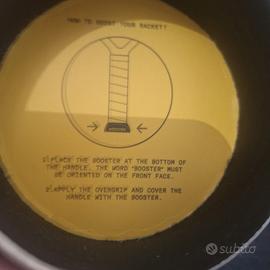 HOW TO BOOST YOUR RACKET?
BOOSTER
1. PLACE THE BOOSTER AT THE BOTTOM OF
THE HANDLE. THE WORD "BOOSTER" MUST
BE ORIENTED ON THE FRONT FACE.
2. APPLY THE OVERGRIP AND COVER THE
HANDLE WITH THE BOOSTER.
subito